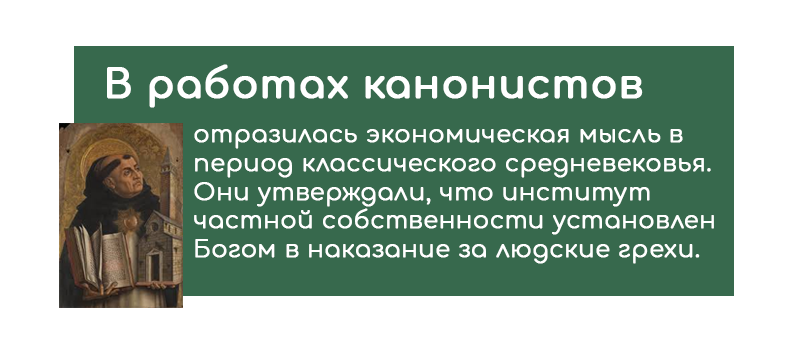 В работах канонистов
отразилась экономическая мысль в
период классического средневековья.
Они утверждали, что институт
частной собственности установлен
Богом в наказание за людские грехи.